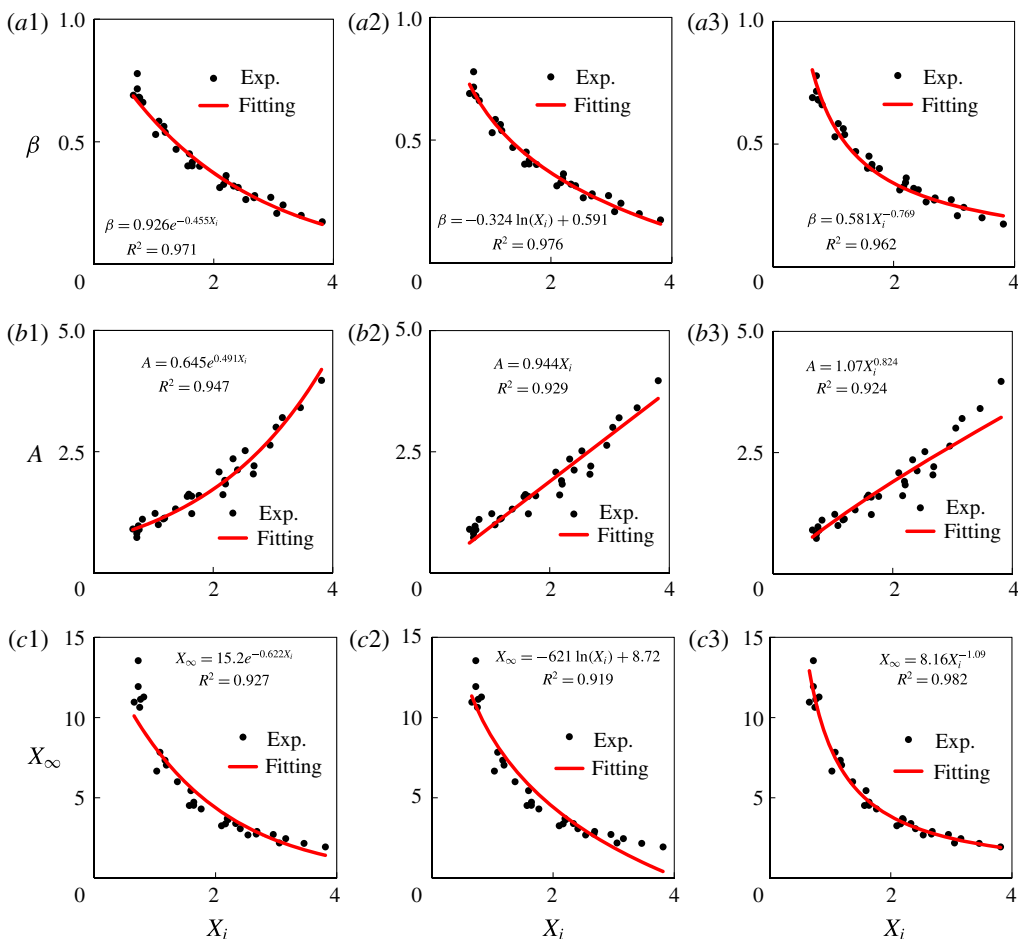 (a1) (a2) (a3)
1.0 1.0 1.0
Exp. Exp. Exp.
Fitting Fitting Fitting
β 0.5 0.5 0.5
β = 0.926e^{−0.455X_i} β = −0.324 ln(X_i) + 0.591 β = 0.581X_i^{−0.769}
R² = 0.971 R² = 0.976 R² = 0.962
0 2 4 0 2 4 0 2 4
(b1) (b2) (b3)
5.0 5.0 5.0
A = 0.645e^{0.491X_i} A = 0.944X_i A = 1.07X_i^{0.824}
R² = 0.947 R² = 0.929 R² = 0.924
A 2.5 2.5 2.5
Exp. Exp. Exp.
Fitting Fitting Fitting
0 2 4 0 2 4 0 2 4
(c1) (c2) (c3)
15 15 15
X_∞ = 15.2e^{−0.622X_i} X_∞ = −621 ln(X_i) + 8.72 X_∞ = 8.16X_i^{−1.09}
R² = 0.927 R² = 0.919 R² = 0.982
10 10 10
Exp. Exp. Exp.
X_∞ Fitting Fitting Fitting
5 5 5
0 2 4 0 2 4 0 2 4
X_i X_i X_i